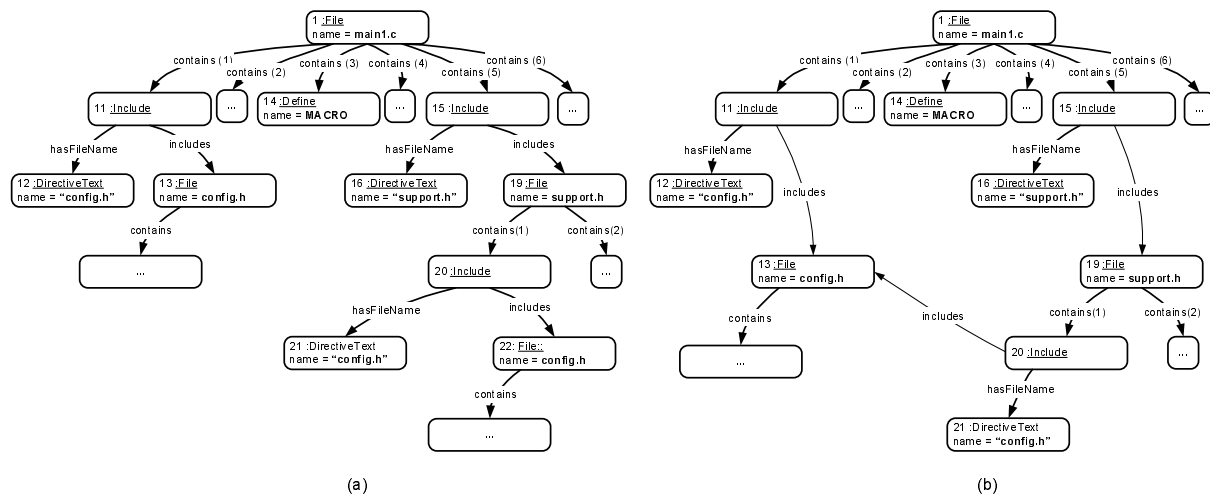 1 :File
name = main1.c
contains (1)
contains (2)
contains (3)
contains (4)
contains (5)
contains (6)
11 :Include
...
14 :Define
name = MACRO
...
15 :Include
...
hasFileName
includes
hasFileName
includes
12 :DirectiveText
name = “config.h”
13 :File
name = config.h
16 :DirectiveText
name = “support.h”
19 :File
name = support.h
contains
contains(1)
contains(2)
...
20 :Include
...
hasFileName
includes
21 :DirectiveText
name = “config.h”
22: File::
name = config.h
contains
...
(a)
1 :File
name = main1.c
contains (1)
contains (2)
contains (3)
contains (4)
contains (5)
contains (6)
11 :Include
...
14 :Define
name = MACRO
...
15 :Include
...
hasFileName
hasFileName
12 :DirectiveText
name = “config.h”
includes
16 :DirectiveText
name = “support.h”
includes
13 :File
name = config.h
19 :File
name = support.h
contains
includes
contains(1)
contains(2)
...
20 :Include
...
hasFileName
21 :DirectiveText
name = “config.h”
(b)